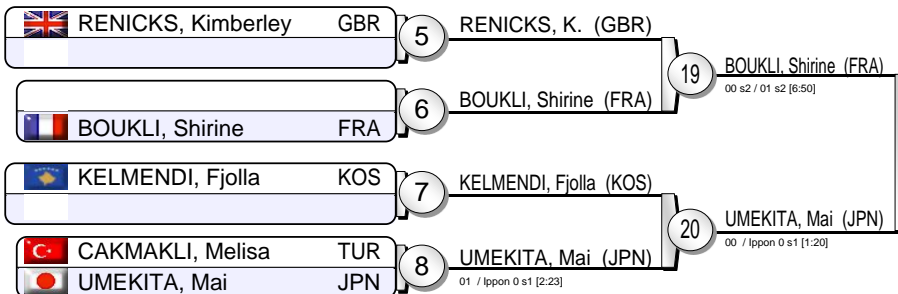 RENICKS, Kimberley GBR
5
RENICKS, K. (GBR)
19
BOUKLI, Shirine (FRA)
00 s2 / 01 s2 [6:50]
6
BOUKLI, Shirine (FRA)
BOUKLI, Shirine FRA
KELMENDI, Fjolla KOS
7
KELMENDI, Fjolla (KOS)
20
UMEKITA, Mai (JPN)
00 / Ippon 0 s1 [1:20]
CAKMAKLI, Melisa TUR
8
UMEKITA, Mai (JPN)
01 / Ippon 0 s1 [2:23]
UMEKITA, Mai JPN